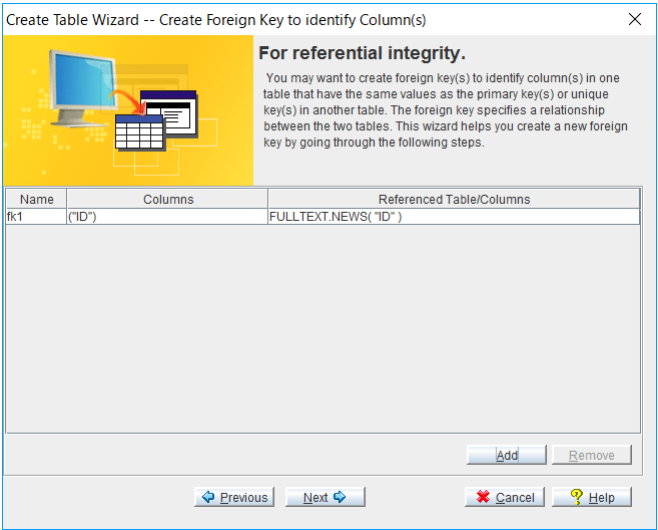 Create Table Wizard -- Create Foreign Key to identify Column(s)
For referential integrity.
You may want to create foreign key(s) to identify column(s) in one
table that have the same values as the primary key(s) or unique
key(s) in another table. The foreign key specifies a relationship
between the two tables. This wizard helps you create a new foreign
key by going through the following steps.
Name Columns Referenced Table/Columns
fk1 ("ID") FULLTEXT.NEWS( "ID" )
Add Remove
Previous Next Cancel Help